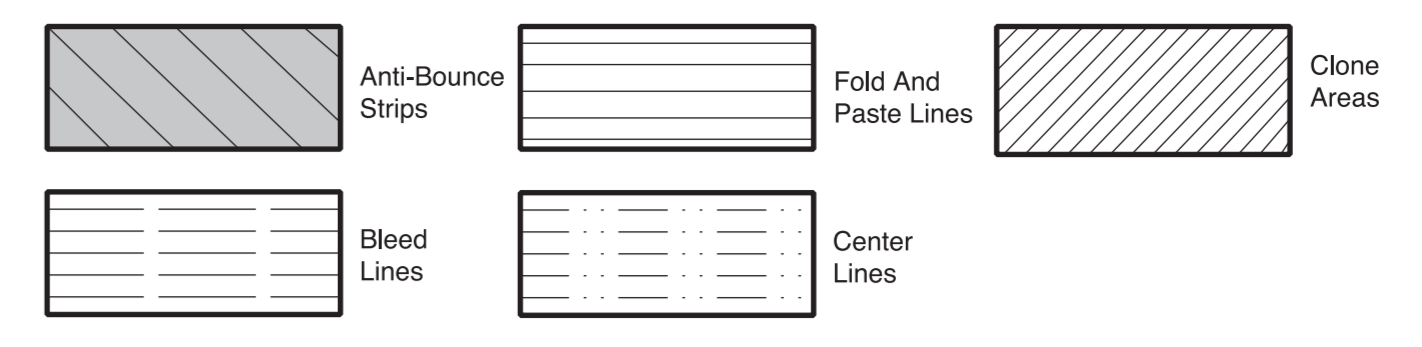 Anti-Bounce
Strips
Fold And
Paste Lines
Clone
Areas
Bleed
Lines
Center
Lines